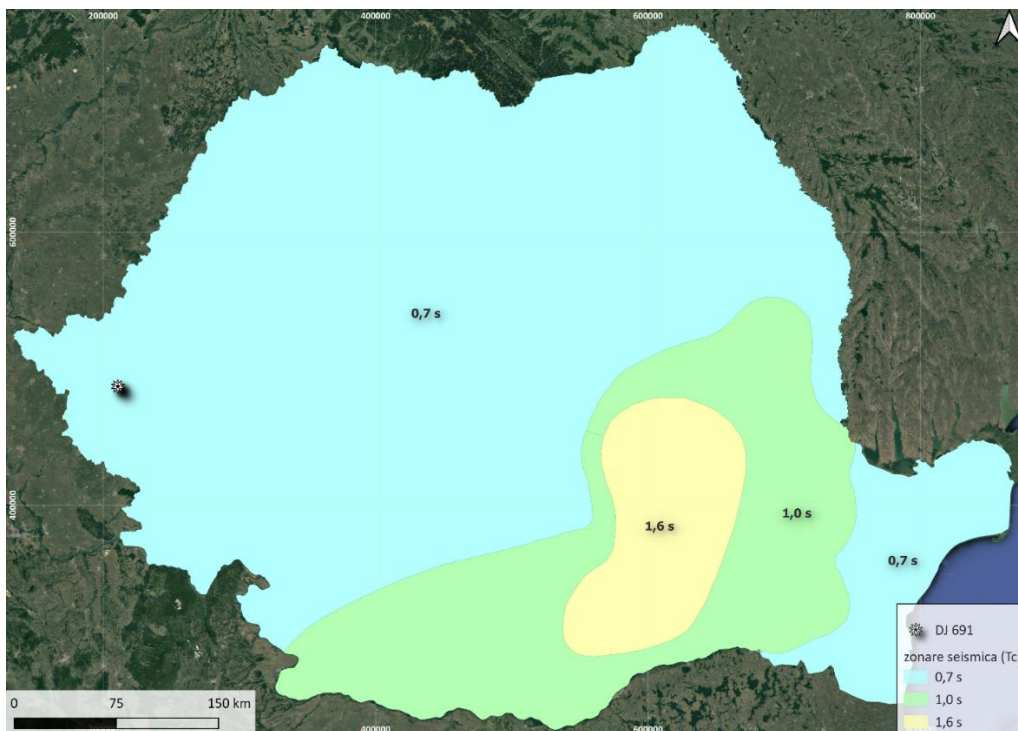 200000
400000
600000
800000
600000
0,7 s
400000
1,6 s
1,0 s
0,7 s
DJ 691
zonare seismica (Tc
0,7 s
1,0 s
1,6 s
0
75
150 km
400000
600000